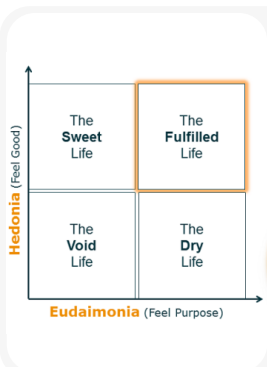 The
Sweet
Life
The
Fulfilled
Life
The
Void
Life
The
Dry
Life
Hedonia (Feel Good)
Eudaimonia (Feel Purpose)